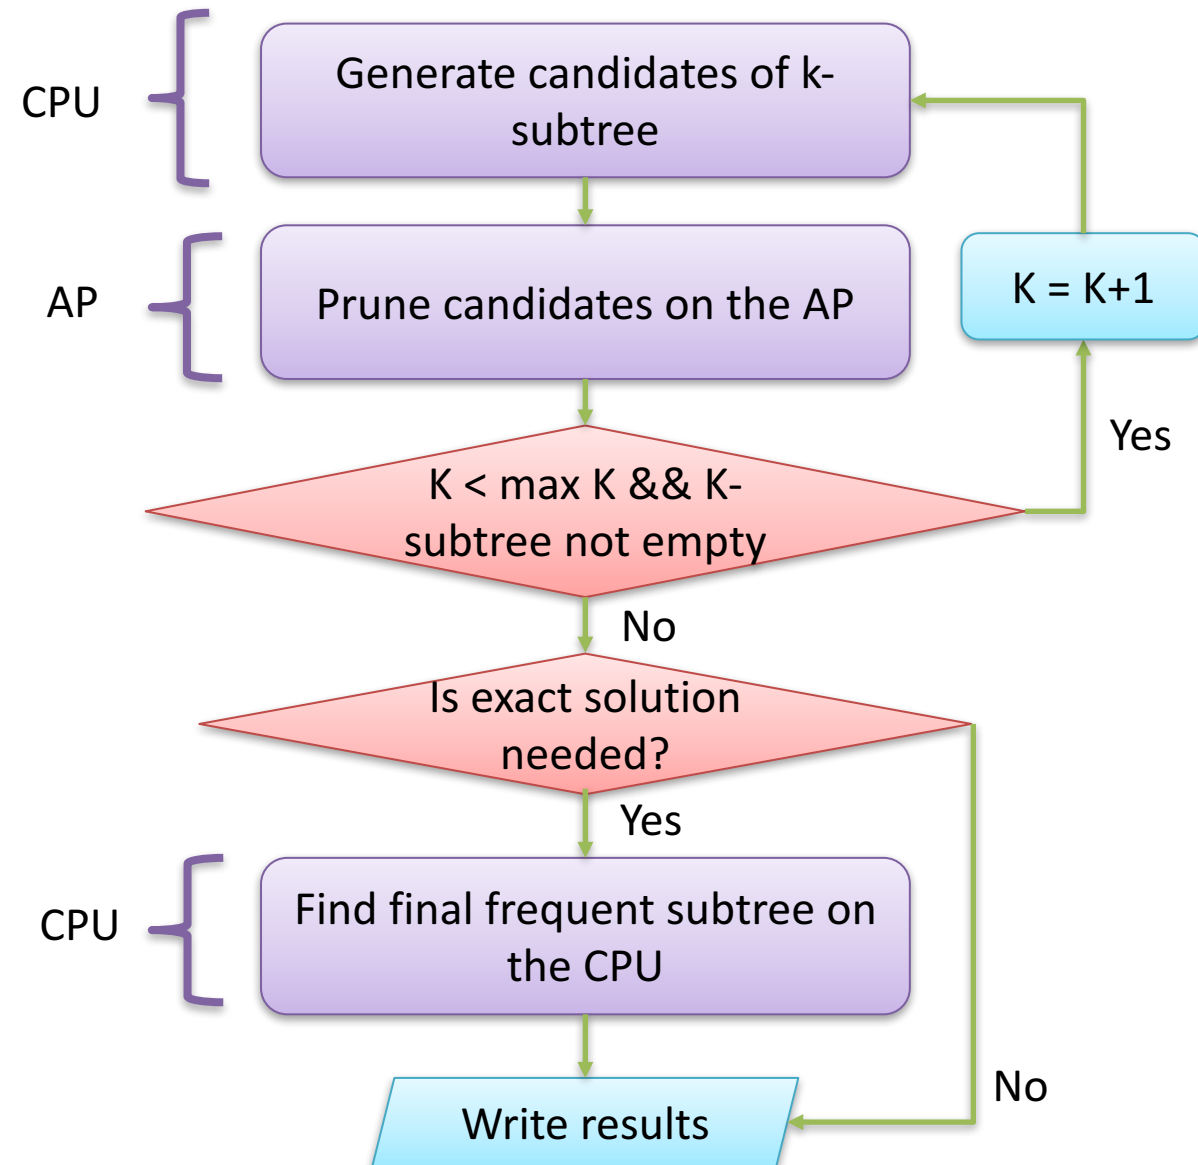 CPU
Generate candidates of k-
subtree
AP
Prune candidates on the AP
K = K+1
Yes
K < max K && K-
subtree not empty
No
Is exact solution
needed?
Yes
CPU
Find final frequent subtree on
the CPU
No
Write results